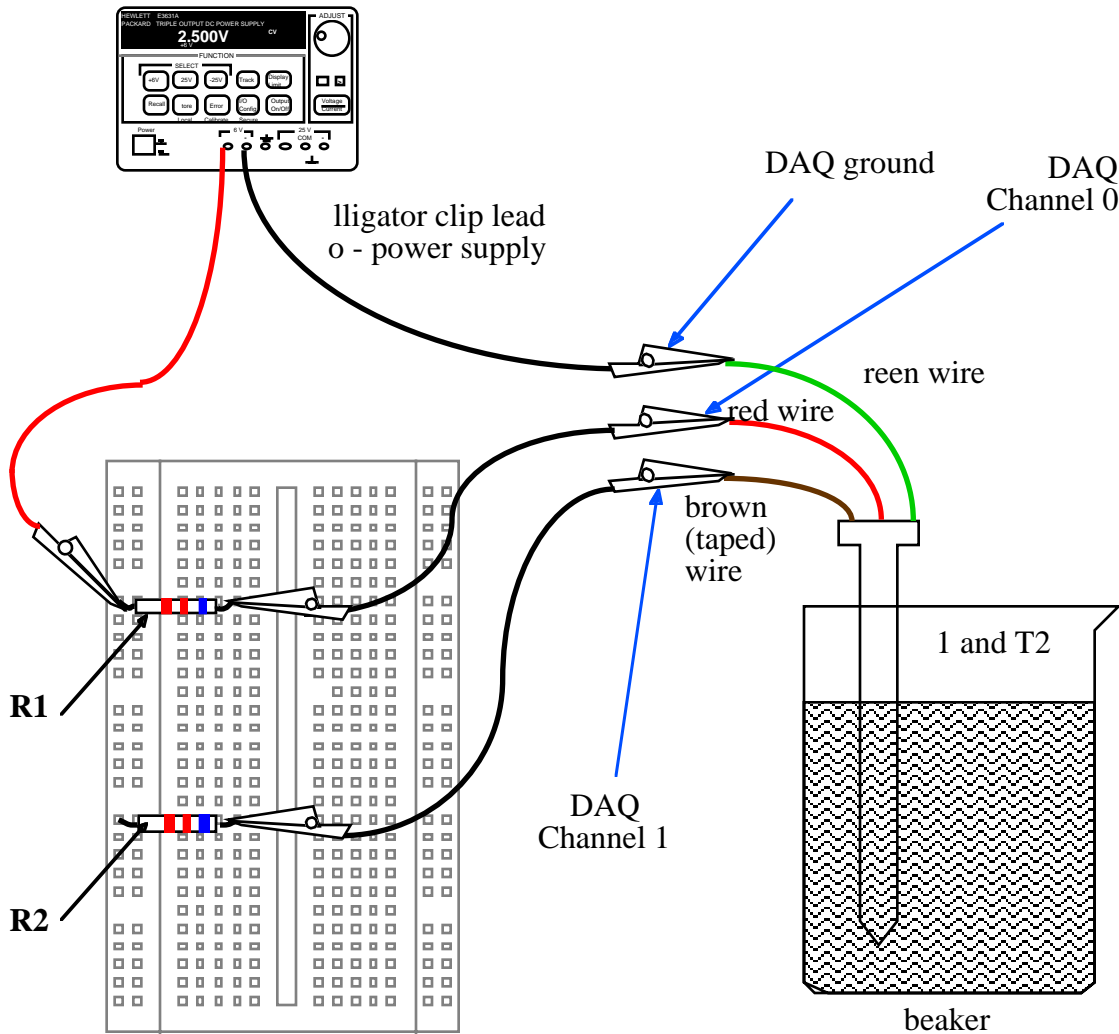 HEWLETT E3631A
PACKARD TRIPLE OUTPUT DC POWER SUPPLY
2.500V
CV
+6 V
ADJUST
FUNCTION
SELECT
+6V 25V -25V Track Display
Limit
Recall tore Error I/O
Config Output
On/Off
Local Calibrate Secure
Voltage
Current
Power
6 V
25 V
COM
DAQ ground
DAQ
Channel 0
lligator clip lead
o - power supply
reen wire
red wire
brown
(taped)
wire
1 and T2
R1
DAQ
Channel 1
R2
beaker